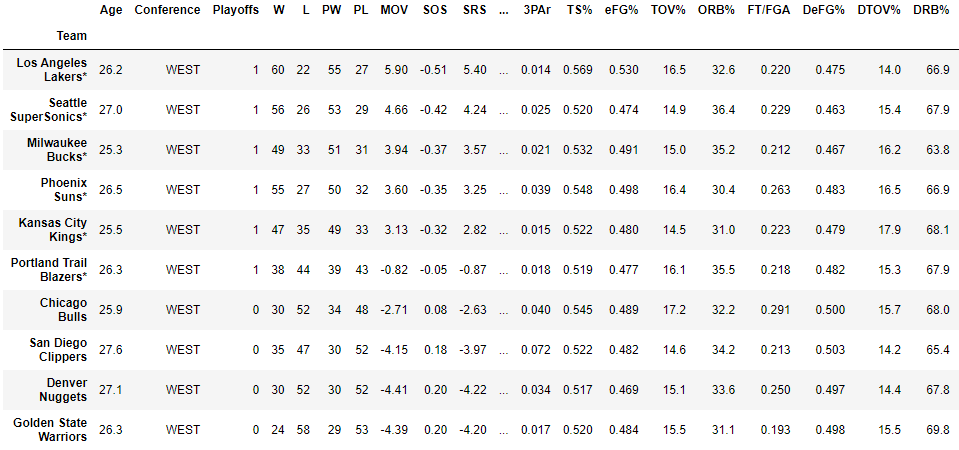 Age Conference Playoffs W L PW PL MOV SOS SRS ... 3PAr TS% eFG% TOV% ORB% FT/FGA DeFG% DTOV% DRB%
Team
Los Angeles
Lakers* 26.2 WEST 1 60 22 55 27 5.90 -0.51 5.40 ... 0.014 0.569 0.530 16.5 32.6 0.220 0.475 14.0 66.9
Seattle
SuperSonics* 27.0 WEST 1 56 26 53 29 4.66 -0.42 4.24 ... 0.025 0.520 0.474 14.9 36.4 0.229 0.463 15.4 67.9
Milwaukee
Bucks* 25.3 WEST 1 49 33 51 31 3.94 -0.37 3.57 ... 0.021 0.532 0.491 15.0 35.2 0.212 0.467 16.2 63.8
Phoenix
Suns* 26.5 WEST 1 55 27 50 32 3.60 -0.35 3.25 ... 0.039 0.548 0.498 16.4 30.4 0.263 0.483 16.5 66.9
Kansas City
Kings* 25.5 WEST 1 47 35 49 33 3.13 -0.32 2.82 ... 0.015 0.522 0.480 14.5 31.0 0.223 0.479 17.9 68.1
Portland Trail
Blazers* 26.3 WEST 1 38 44 39 43 -0.82 -0.05 -0.87 ... 0.018 0.519 0.477 16.1 35.5 0.218 0.482 15.3 67.9
Chicago
Bulls 25.9 WEST 0 30 52 34 48 -2.71 0.08 -2.63 ... 0.040 0.545 0.489 17.2 32.2 0.291 0.500 15.7 68.0
San Diego
Clippers 27.6 WEST 0 35 47 30 52 -4.15 0.18 -3.97 ... 0.072 0.522 0.482 14.6 34.2 0.213 0.503 14.2 65.4
Denver
Nuggets 27.1 WEST 0 30 52 30 52 -4.41 0.20 -4.22 ... 0.034 0.517 0.469 15.1 33.6 0.250 0.497 14.4 67.8
Golden State
Warriors 26.3 WEST 0 24 58 29 53 -4.39 0.20 -4.20 ... 0.017 0.520 0.484 15.5 31.1 0.193 0.498 15.5 69.8